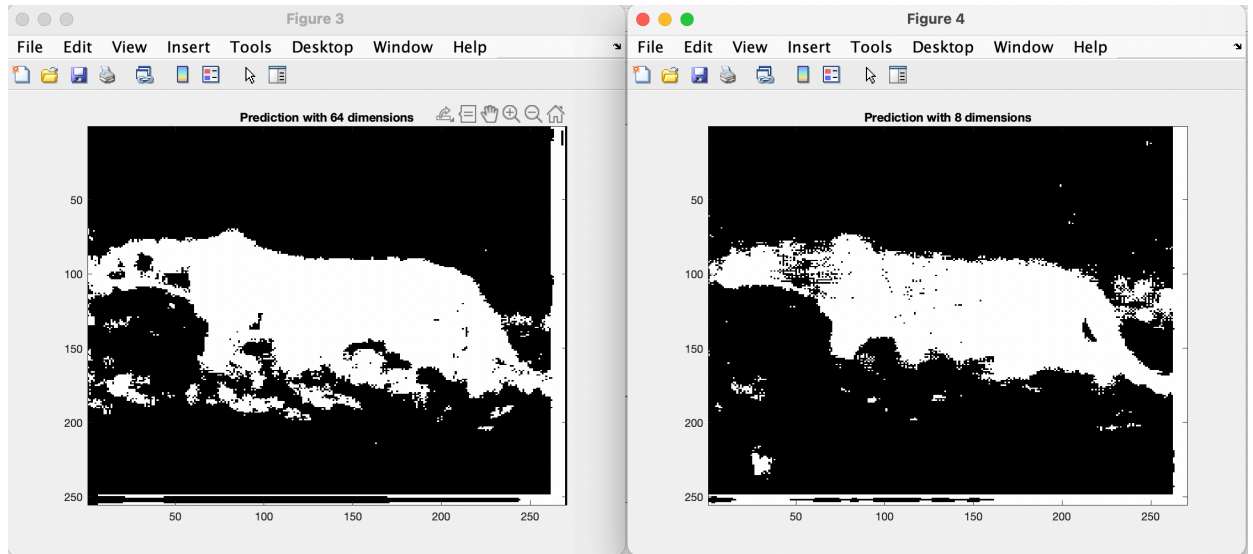 Figure 3
File Edit View Insert Tools Desktop Window Help
Prediction with 64 dimensions
50
100
150
200
250
50 100 150 200 250
Figure 4
File Edit View Insert Tools Desktop Window Help
Prediction with 8 dimensions
50
100
150
200
250
50 100 150 200 250